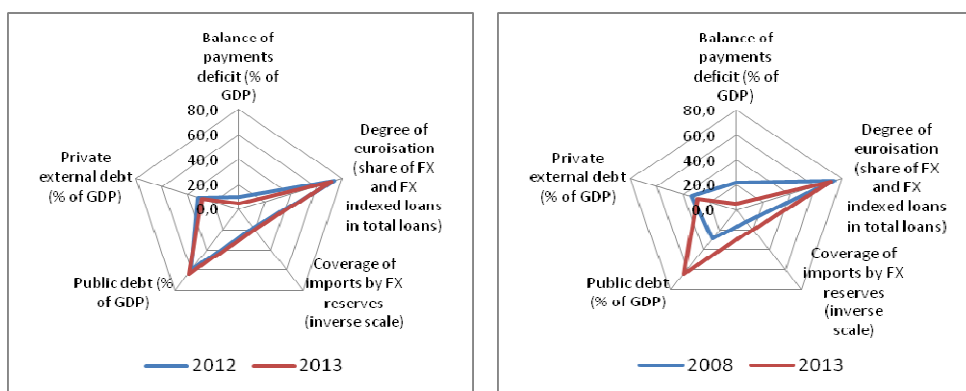 Balance of
payments
deficit (% of
GDP)
80,0
60,0
40,0
20,0
0,0
Degree of
euroisation
(share of FX
and FX
indexed loans
in total loans)
Coverage of
imports by FX
reserves
(inverse scale)
Public debt (%
of GDP)
Private
external debt
(% of GDP)
2012
2013
Balance of
payments
deficit (% of
GDP)
80,0
60,0
40,0
20,0
0,0
Degree of
euroisation
(share of FX
and FX
indexed loans
in total loans)
Coverage of
imports by FX
reserves
(inverse
scale)
Public debt
(% of GDP)
Private
external debt
(% of GDP)
2008
2013